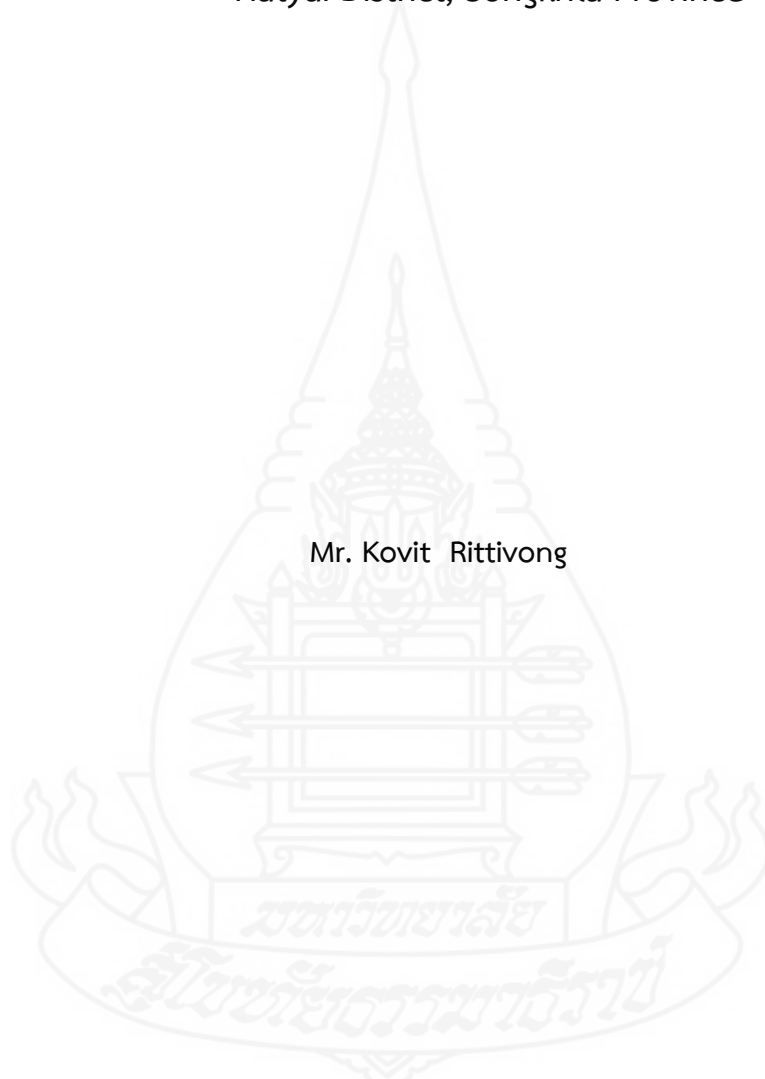 Hatyai District, Songkhla Province
Mr. Kovit Rittivong
มหาวิทยาลัย
สุโขทัยธรรมาธิราช